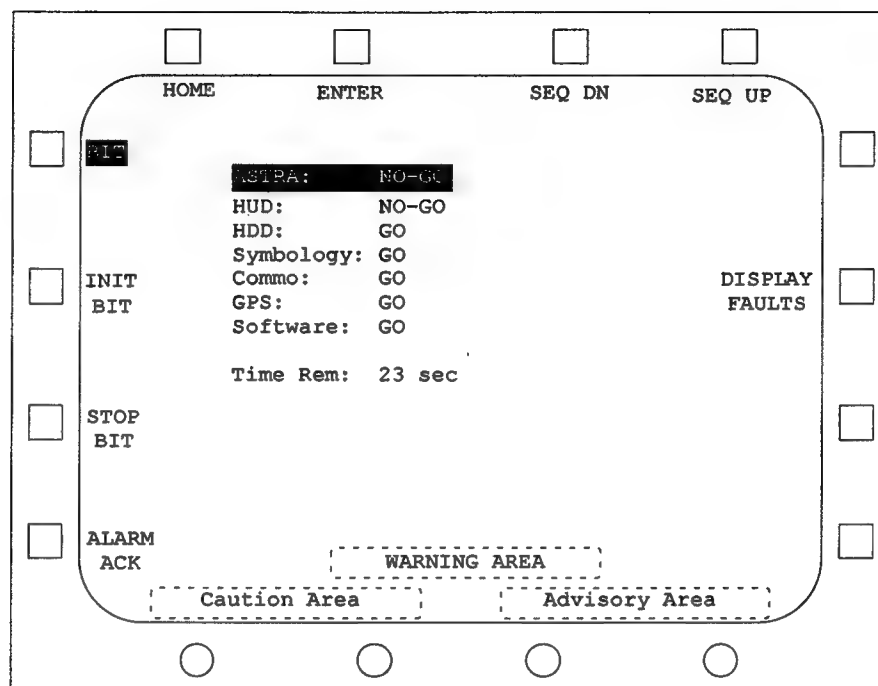 HOME ENTER SEQ DN SEQ UP
BIT
ASTRA: NO-GO
HUD: NO-GO
HDD: GO
Symbology: GO
INIT BIT
Commo: GO
DISPLAY FAULTS
GPS: GO
Software: GO
Time Rem: 23 sec
STOP BIT
ALARM ACK
WARNING AREA
Caution Area Advisory Area